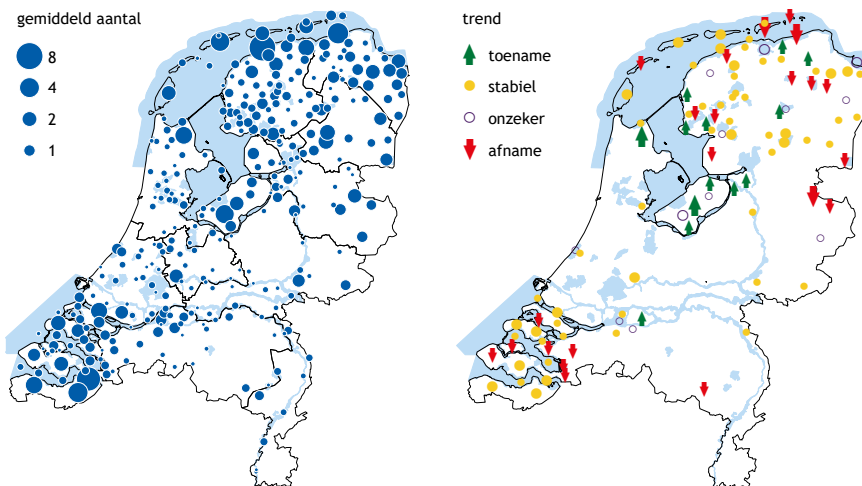 gemiddeld aantal
8
4
2
1
trend
toename
stabiel
onzeker
afname